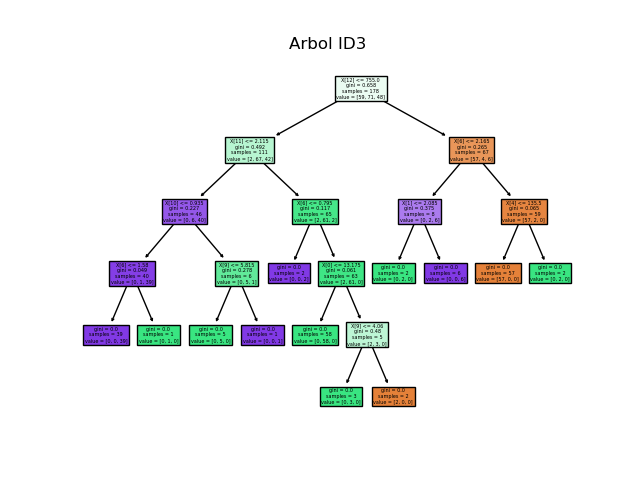 Arbol ID3
X[12] <= 755.0
gini = 0.658
samples = 178
value = [59, 71, 48]
X[11] <= 2.115
gini = 0.492
samples = 111
value = [2, 67, 42]
X[6] <= 2.165
gini = 0.265
samples = 67
value = [57, 4, 6]
X[10] <= 0.935
gini = 0.227
samples = 46
value = [0, 6, 40]
X[6] <= 0.795
gini = 0.117
samples = 65
value = [2, 61, 2]
X[1] <= 2.085
gini = 0.375
samples = 8
value = [0, 2, 6]
X[4] <= 135.5
gini = 0.065
samples = 59
value = [57, 2, 0]
X[6] <= 1.58
gini = 0.049
samples = 40
value = [0, 1, 39]
X[9] <= 5.815
gini = 0.278
samples = 6
value = [0, 5, 1]
gini = 0.0
samples = 2
value = [0, 0, 2]
X[0] <= 13.175
gini = 0.061
samples = 63
value = [2, 61, 0]
gini = 0.0
samples = 2
value = [0, 2, 0]
gini = 0.0
samples = 6
value = [0, 0, 6]
gini = 0.0
samples = 57
value = [57, 0, 0]
gini = 0.0
samples = 2
value = [0, 2, 0]
gini = 0.0
samples = 39
value = [0, 0, 39]
gini = 0.0
samples = 1
value = [0, 1, 0]
gini = 0.0
samples = 5
value = [0, 5, 0]
gini = 0.0
samples = 1
value = [0, 0, 1]
gini = 0.0
samples = 58
value = [0, 58, 0]
X[9] <= 4.06
gini = 0.48
samples = 5
value = [2, 3, 0]
gini = 0.0
samples = 3
value = [0, 3, 0]
gini = 0.0
samples = 2
value = [2, 0, 0]